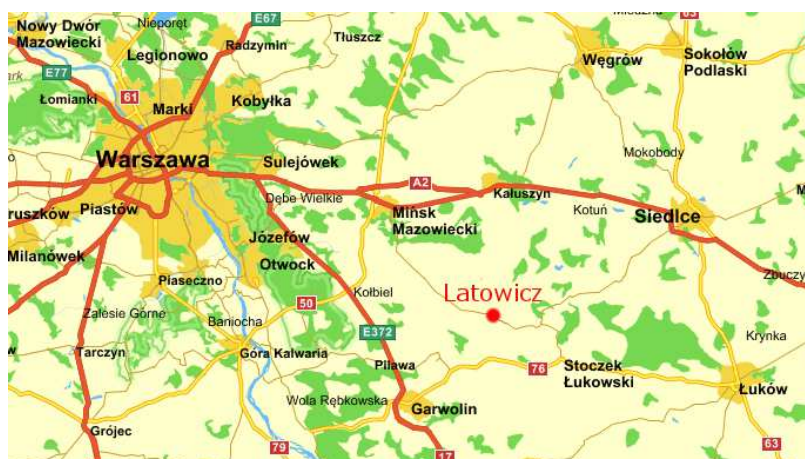 Nieporęt
E67
63
Nowy Dwór
Mazowiecki
Legionowo
Radzymin
Tłuszcz
Węgrów
Sokołów
Podlaski
E77
Łomianki
61
Marki
Kobyłka
Warszawa
Sulejówek
Mokobody
A2
Dębe Wielkie
Kałuszyn
Kotuń
Siedlce
Piastów
ruszków
Mińsk
Mazowiecki
Józefów
Milanówek
Otwock
Piaseczno
Zbuczy
Kołbiel
Latowicz
50
Zalesie Górne
Baniocha
E372
Krynka
Tarczyn
Góra Kalwaria
Pilawa
76
Stoczek
Łukowski
Łuków
Wola Rębkowska
Garwolin
Grójec
79
17
63